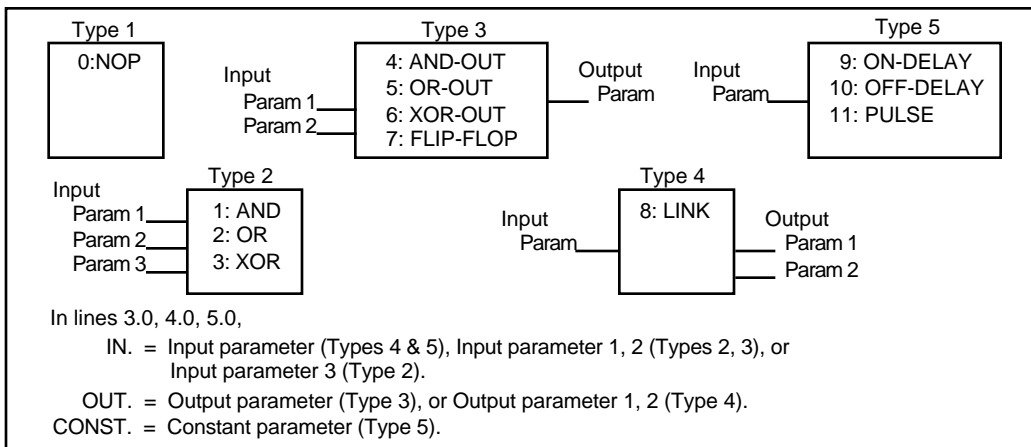 Type 1
0:NOP
Type 3
Input
Param 1
Param 2
4: AND-OUT
5: OR-OUT
6: XOR-OUT
7: FLIP-FLOP
Output
Param
Type 5
Input
Param
9: ON-DELAY
10: OFF-DELAY
11: PULSE
Type 2
Input
Param 1
Param 2
Param 3
1: AND
2: OR
3: XOR
Type 4
Input
Param
8: LINK
Output
Param 1
Param 2
In lines 3.0, 4.0, 5.0,
IN. = Input parameter (Types 4 & 5), Input parameter 1, 2 (Types 2, 3), or
Input parameter 3 (Type 2).
OUT. = Output parameter (Type 3), or Output parameter 1, 2 (Type 4).
CONST. = Constant parameter (Type 5).